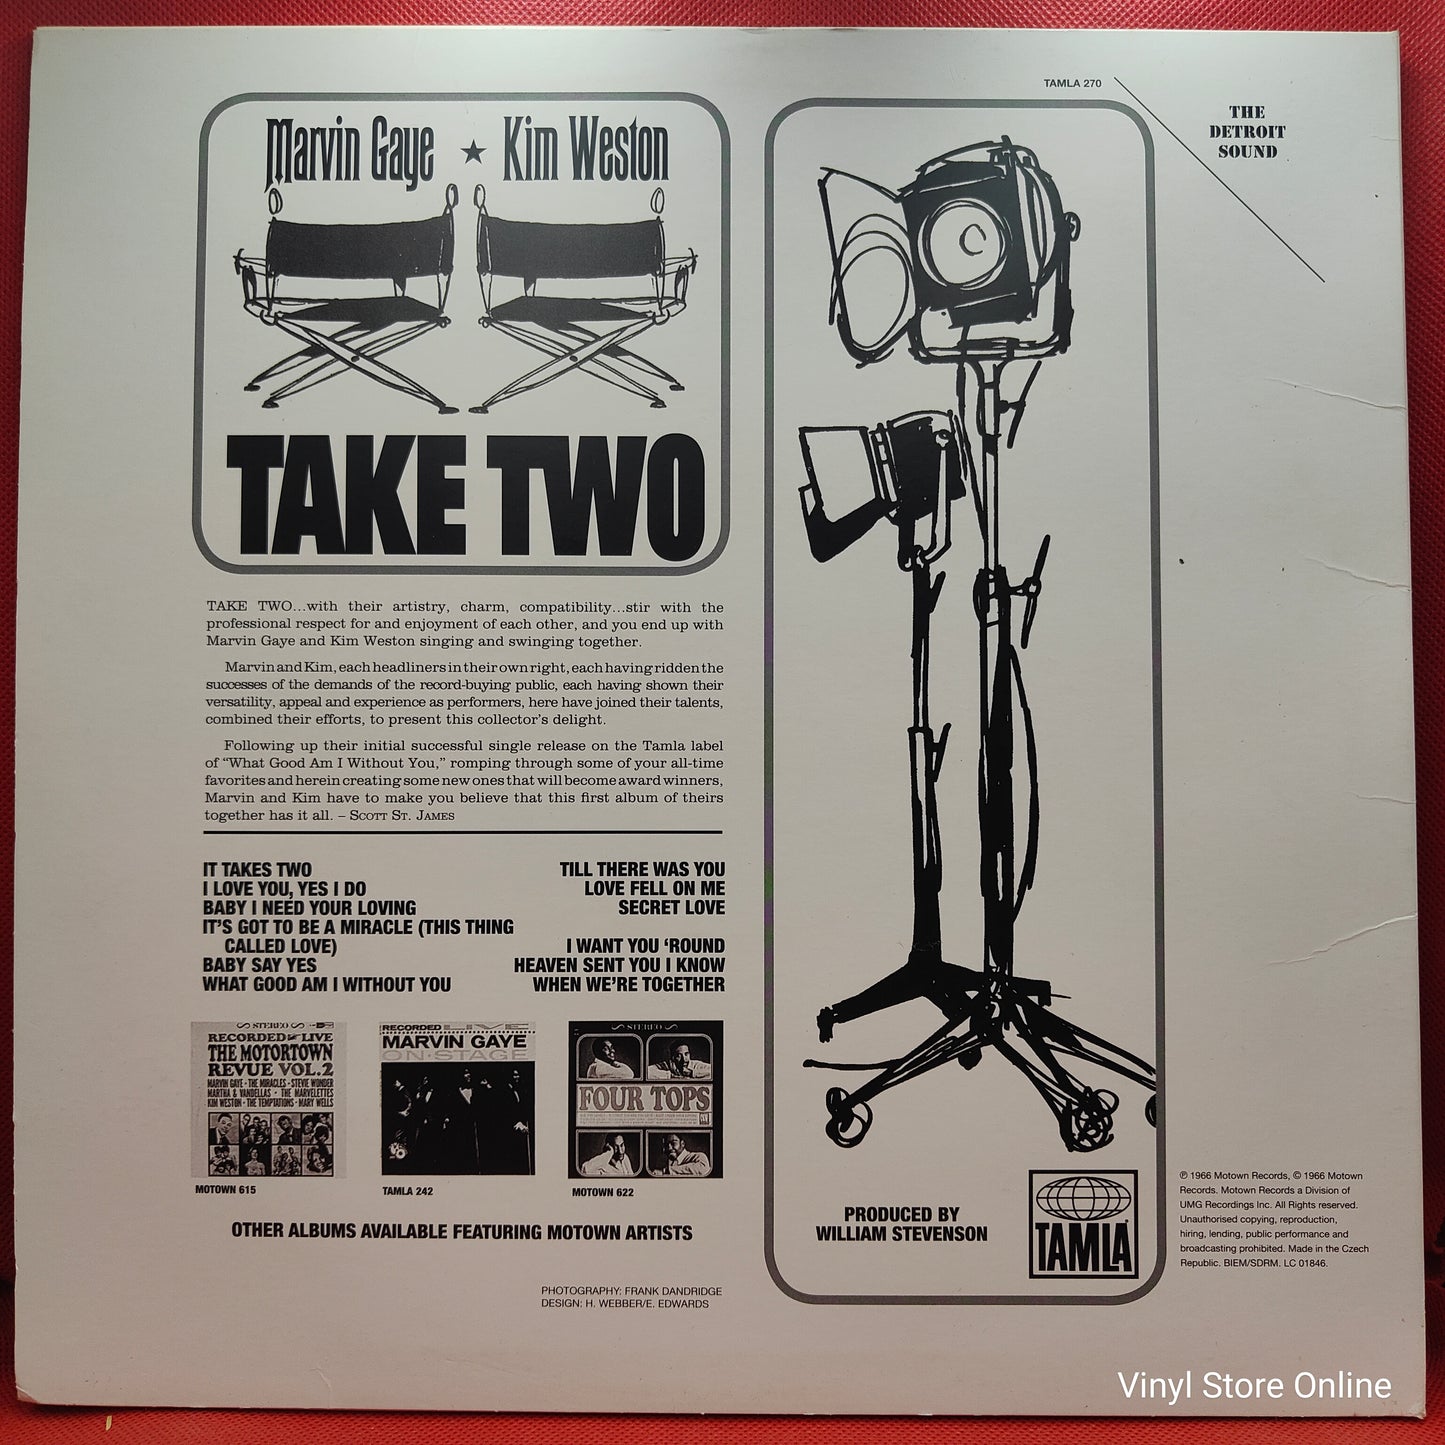 TAMLA 270
THE
DETROIT
SOUND
Marvin Gaye ★ Kim Weston
TAKE TWO
TAKE TWO...with their artistry, charm, compatibility...stir with the
professional respect for and enjoyment of each other, and you end up with
Marvin Gaye and Kim Weston singing and swinging together.
Marvin and Kim, each headliners in their own right, each having ridden the
successes of the demands of the record-buying public, each having shown their
versatility, appeal and experience as performers, here have joined their talents,
combined their efforts, to present this collector's delight.
Following up their initial successful single release on the Tamla label
of “What Good Am I Without You,” romping through some of your all-time
favorites and herein creating some new ones that will become award winners,
Marvin and Kim have to make you believe that this first album of theirs
together has it all. – SCOTT ST. JAMES
IT TAKES TWO
I LOVE YOU, YES I DO
BABY I NEED YOUR LOVING
IT'S GOT TO BE A MIRACLE (THIS THING
CALLED LOVE)
BABY SAY YES
WHAT GOOD AM I WITHOUT YOU
TILL THERE WAS YOU
LOVE FELL ON ME
SECRET LOVE
I WANT YOU ‘ROUND
HEAVEN SENT YOU I KNOW
WHEN WE'RE TOGETHER
STEREO
RECORDED LIVE
THE MOTORTOWN
REVUE VOL.2
MARVIN GAYE · THE MIRACLES · STEVIE WONDER
MARTHA & VANDELLAS · THE MARVELETTES
KIM WESTON · THE TEMPTATIONS · MARY WELLS
MOTOWN 615
RECORDED LIVE
MARVIN GAYE
ON·STAGE
TAMLA 242
STEREO
FOUR TOPS
MOTOWN 622
OTHER ALBUMS AVAILABLE FEATURING MOTOWN ARTISTS
PHOTOGRAPHY: FRANK DANDRIDGE
DESIGN: H. WEBBER/E. EDWARDS
PRODUCED BY
WILLIAM STEVENSON
TAMLA
℗ 1966 Motown Records, © 1966 Motown
Records. Motown Records a Division of
UMG Recordings Inc. All Rights reserved.
Unauthorised copying, reproduction,
hiring, lending, public performance and
broadcasting prohibited. Made in the Czech
Republic. BIEM/SDRM. LC 01846.
Vinyl Store Online